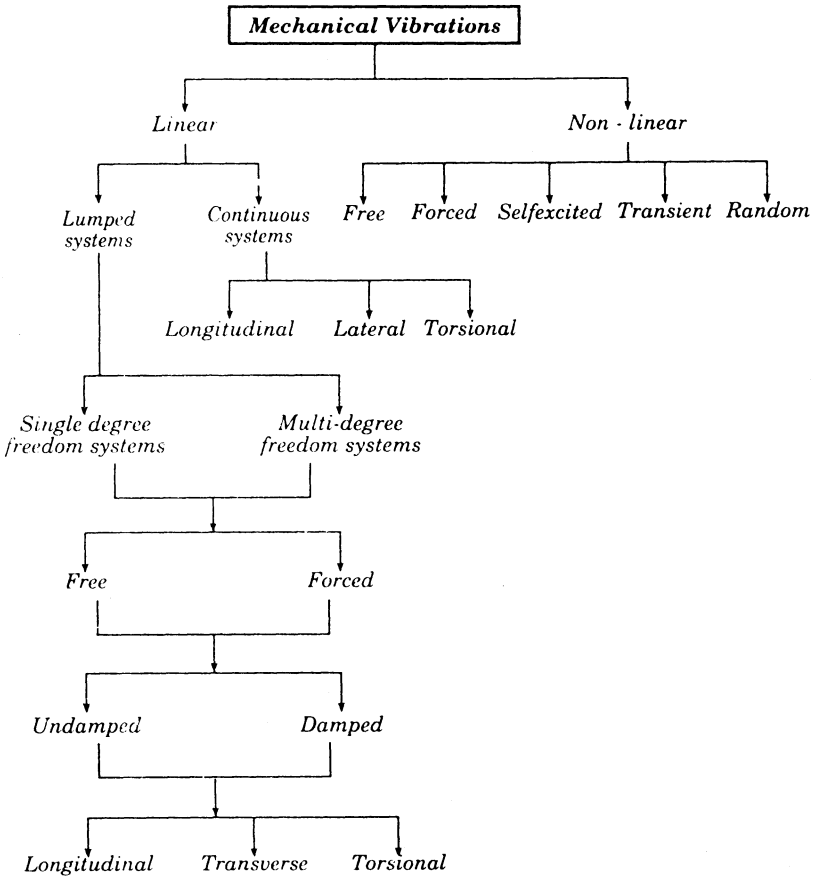 Mechanical Vibrations
Linear
Non - linear
Lumped
systems
Continuous
systems
Free
Forced
Selfexcited
Transient
Random
Longitudinal
Lateral
Torsional
Single degree
freedom systems
Multi-degree
freedom systems
Free
Forced
Undamped
Damped
Longitudinal
Transverse
Torsional